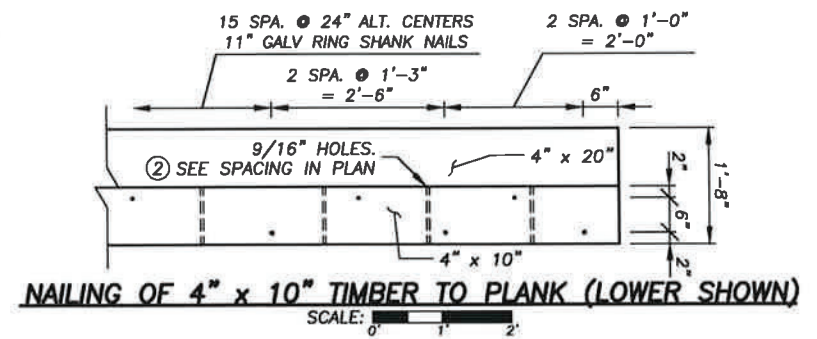 15 SPA. @ 24" ALT. CENTERS
11" GALV RING SHANK NAILS
2 SPA. @ 1'-0"
= 2'-0"
2 SPA. @ 1'-3"
= 2'-6"
6"
9/16" HOLES.
② SEE SPACING IN PLAN
4" x 20"
2"
6"
2"
1'-8"
4" x 10"
NAILING OF 4" x 10" TIMBER TO PLANK (LOWER SHOWN)
SCALE:
0' 1' 2'